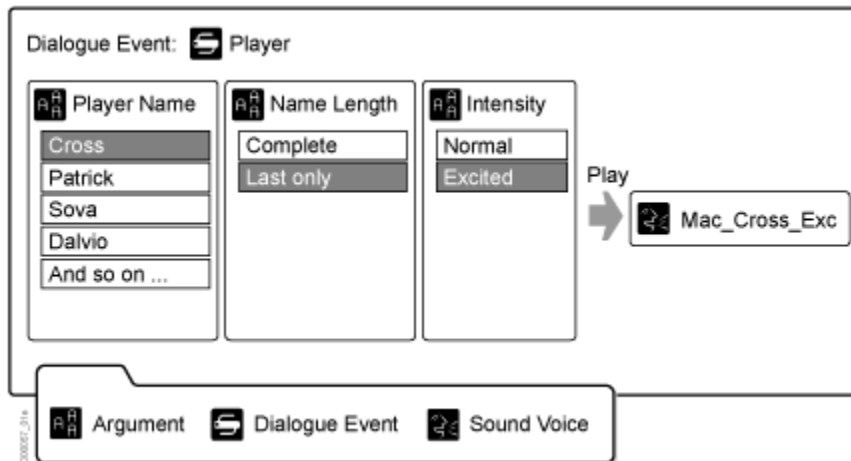 Dialogue Event: Player
Player Name
Cross
Patrick
Sova
Dalvio
And so on ...
Name Length
Complete
Last only
Intensity
Normal
Excited
Play
Mac_Cross_Exc
Argument
Dialogue Event
Sound Voice